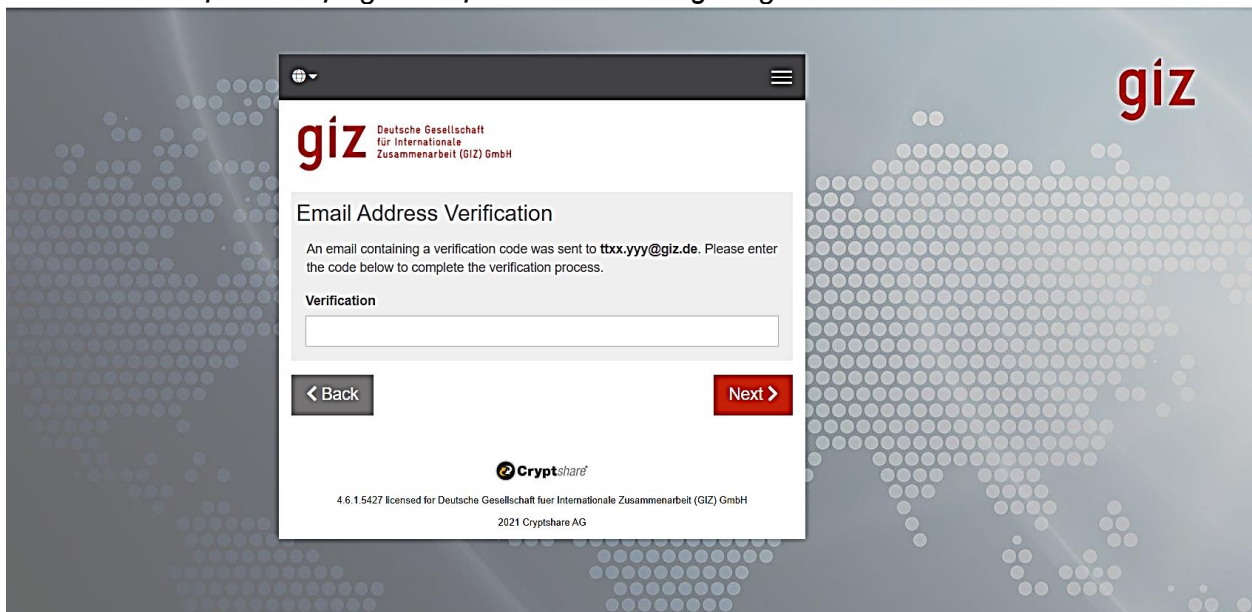 giz
giz Deutsche Gesellschaft
für Internationale
Zusammenarbeit (GIZ) GmbH
Email Address Verification
An email containing a verification code was sent to ttxx.yyy@giz.de. Please enter
the code below to complete the verification process.
Verification
Back
Next
Cryptshare
4.6.1.5427 licensed for Deutsche Gesellschaft fuer Internationale Zusammenarbeit (GIZ) GmbH
2021 Cryptshare AG